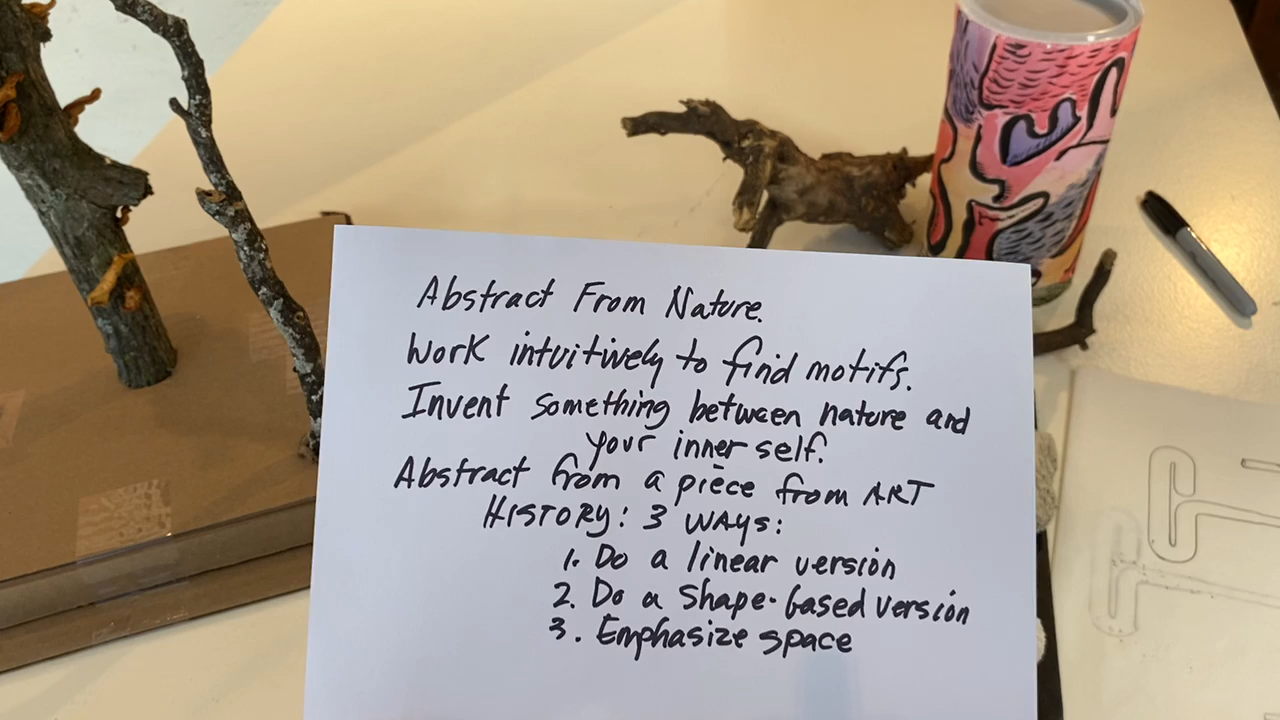 Abstract From Nature.
Work intuitively to find motifs.
Invent something between nature and
your inner self.
Abstract from a piece from ART
HISTORY: 3 WAYS:
1. Do a linear version
2. Do a Shape-based version
3. Emphasize space